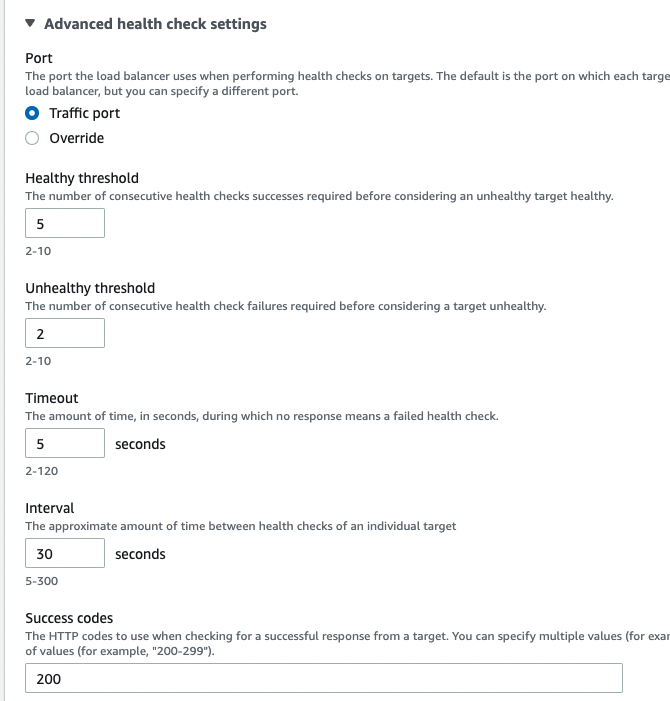 Advanced health check settings
Port
The port the load balancer uses when performing health checks on targets. The default is the port on which each
load balancer, but you can specify a different port.
Traffic port
Override
Healthy threshold
The number of consecutive health checks successes required before considering an unhealthy target healthy.
5
2-10
Unhealthy threshold
The number of consecutive health check failures required before considering a target unhealthy.
2
2-10
Timeout
The amount of time, in seconds, during which no response means a failed health check.
5 seconds
2-120
Interval
The approximate amount of time between health checks of an individual target
30 seconds
5-300
Success codes
The HTTP codes to use when checking for a successful response from a target. You can specify multiple values (for
of values (for example, "200-299").
200